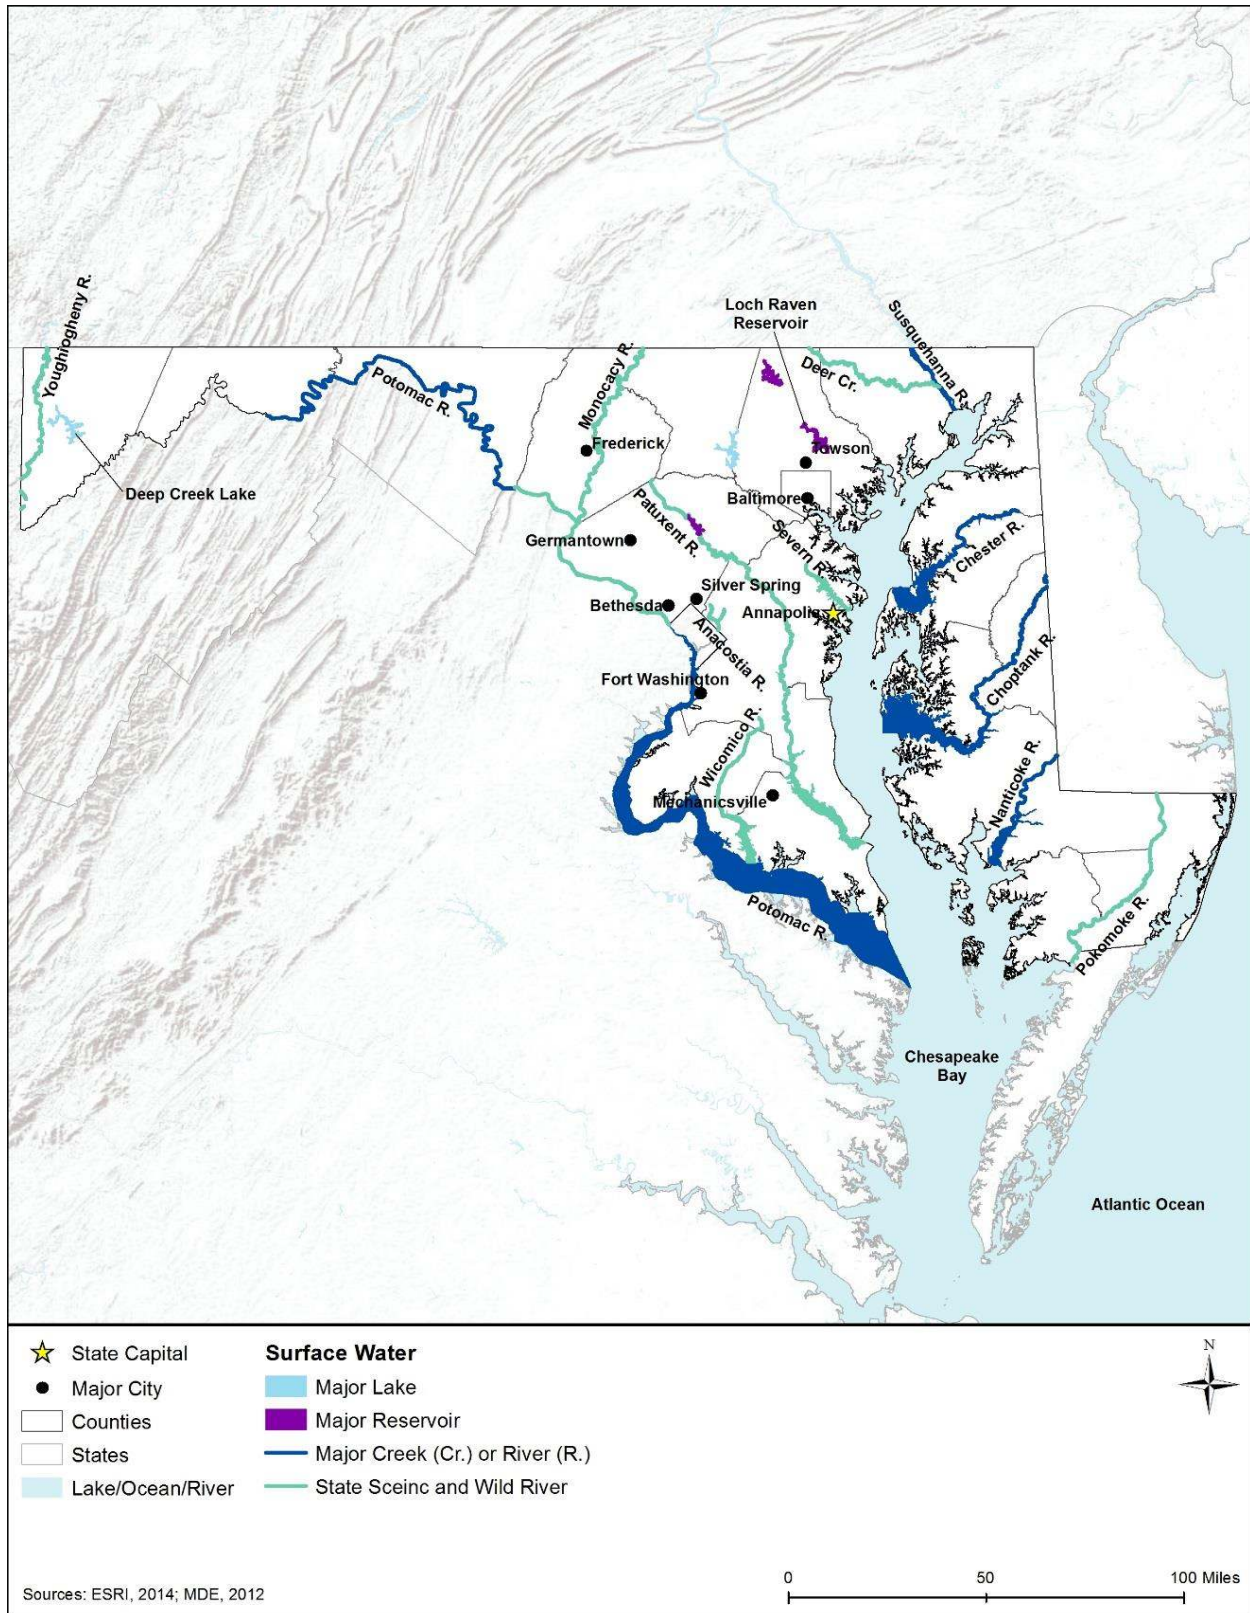 Loch Raven
Reservoir
Youghiogheny R.
Susquehanna R.
Potomac R.
Monocacy R.
Deer Cr.
Frederick
Towson
Deep Creek Lake
Baltimore
Patuxent R.
Severn R.
Chester R.
Germantown
Silver Spring
Bethesda
Annapolis
Anacostia R.
Choptank R.
Fort Washington
Wicomico R.
Nanticoke R.
Mechanicsville
Potomac R.
Pokomoke R.
Chesapeake
Bay
Atlantic Ocean
State Capital
Major City
Counties
States
Lake/Ocean/River
Surface Water
Major Lake
Major Reservoir
Major Creek (Cr.) or River (R.)
State Sceinc and Wild River
N
Sources: ESRI, 2014; MDE, 2012
0 50 100 Miles